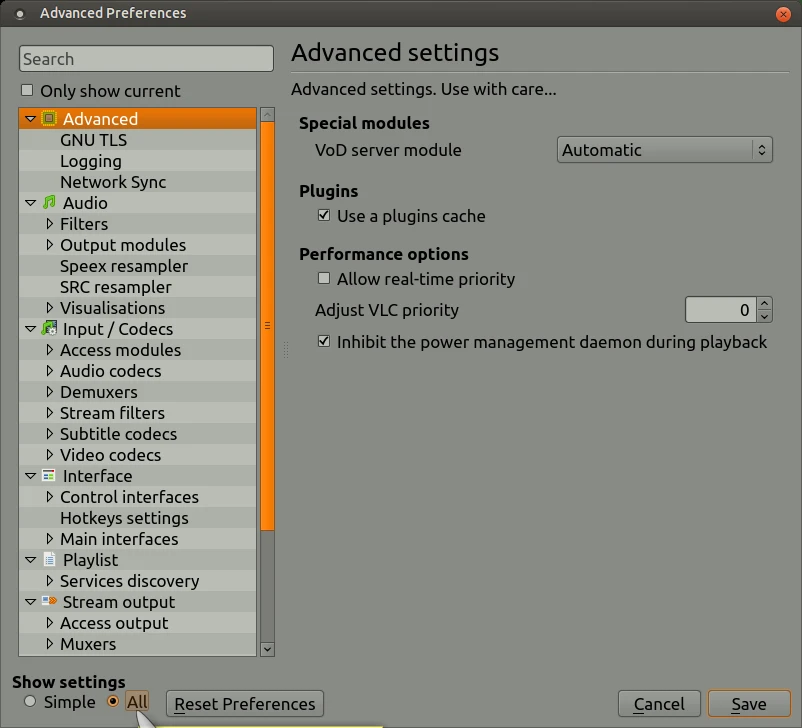 Advanced Preferences
Search
Only show current
Advanced
GNU TLS
Logging
Network Sync
Audio
Filters
Output modules
Speex resampler
SRC resampler
Visualisations
Input / Codecs
Access modules
Audio codecs
Demuxers
Stream filters
Subtitle codecs
Video codecs
Interface
Control interfaces
Hotkeys settings
Main interfaces
Playlist
Services discovery
Stream output
Access output
Muxers
Advanced settings
Advanced settings. Use with care...
Special modules
VoD server module Automatic
Plugins
Use a plugins cache
Performance options
Allow real-time priority
Adjust VLC priority 0
Inhibit the power management daemon during playback
Show settings
Simple All Reset Preferences Cancel Save